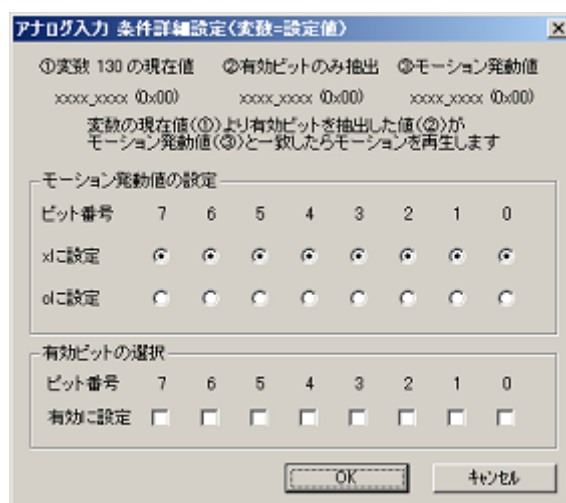 アナログ入力 条件詳細設定(変数=設定値)
①変数 130 の現在値 ②有効ビットのみ抽出 ③モーション発動値
xxxx_xxxx (0x00) xxxx_xxxx (0x00) xxxx_xxxx (0x00)
変数の現在値(①)より有効ビットを抽出した値(②)が
モーション発動値(③)と一致したらモーションを再生します
モーション発動値の設定
ビット番号 7 6 5 4 3 2 1 0
xに設定
oに設定
有効ビットの選択
ビット番号 7 6 5 4 3 2 1 0
有効に設定
OK キャンセル